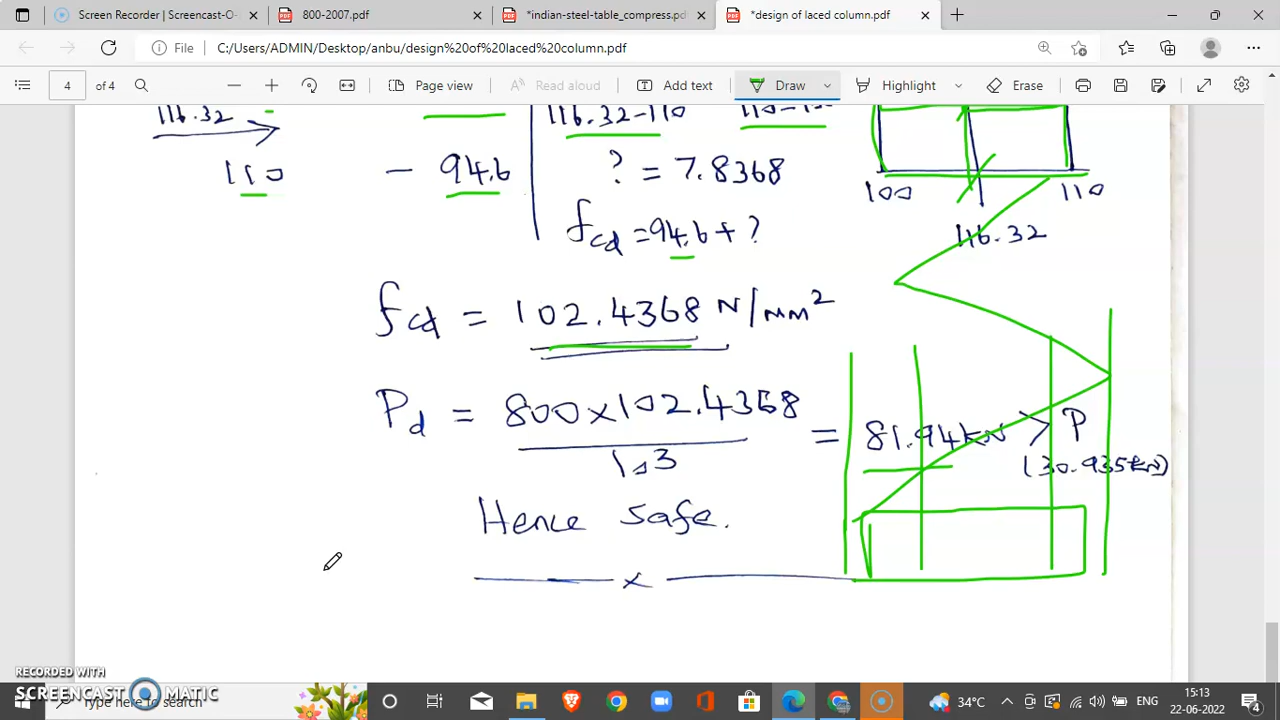 Screen Recorder | Screencast-O-
800-2007.pdf
*indian-steel-table_compress.pd
*design of laced column.pdf
File
C:/Users/ADMIN/Desktop/anbu/design%20of%20laced%20column.pdf
4 of 4
Page view
Read aloud
Add text
Draw
Highlight
Erase
116.32
116.32-110
110 - 94.6
? = 7.8368
fcd = 94.6 + ?
100
110
116.32
fcd = 102.4368 N/mm²
Pd = 800 x 102.4368
1.3
= 81.94kN > P
(30.935kN)
Hence safe.
x
RECORDED WITH
SCREENCAST MATIC
Type here to search
34°C
ENG
15:13
22-06-2022
4